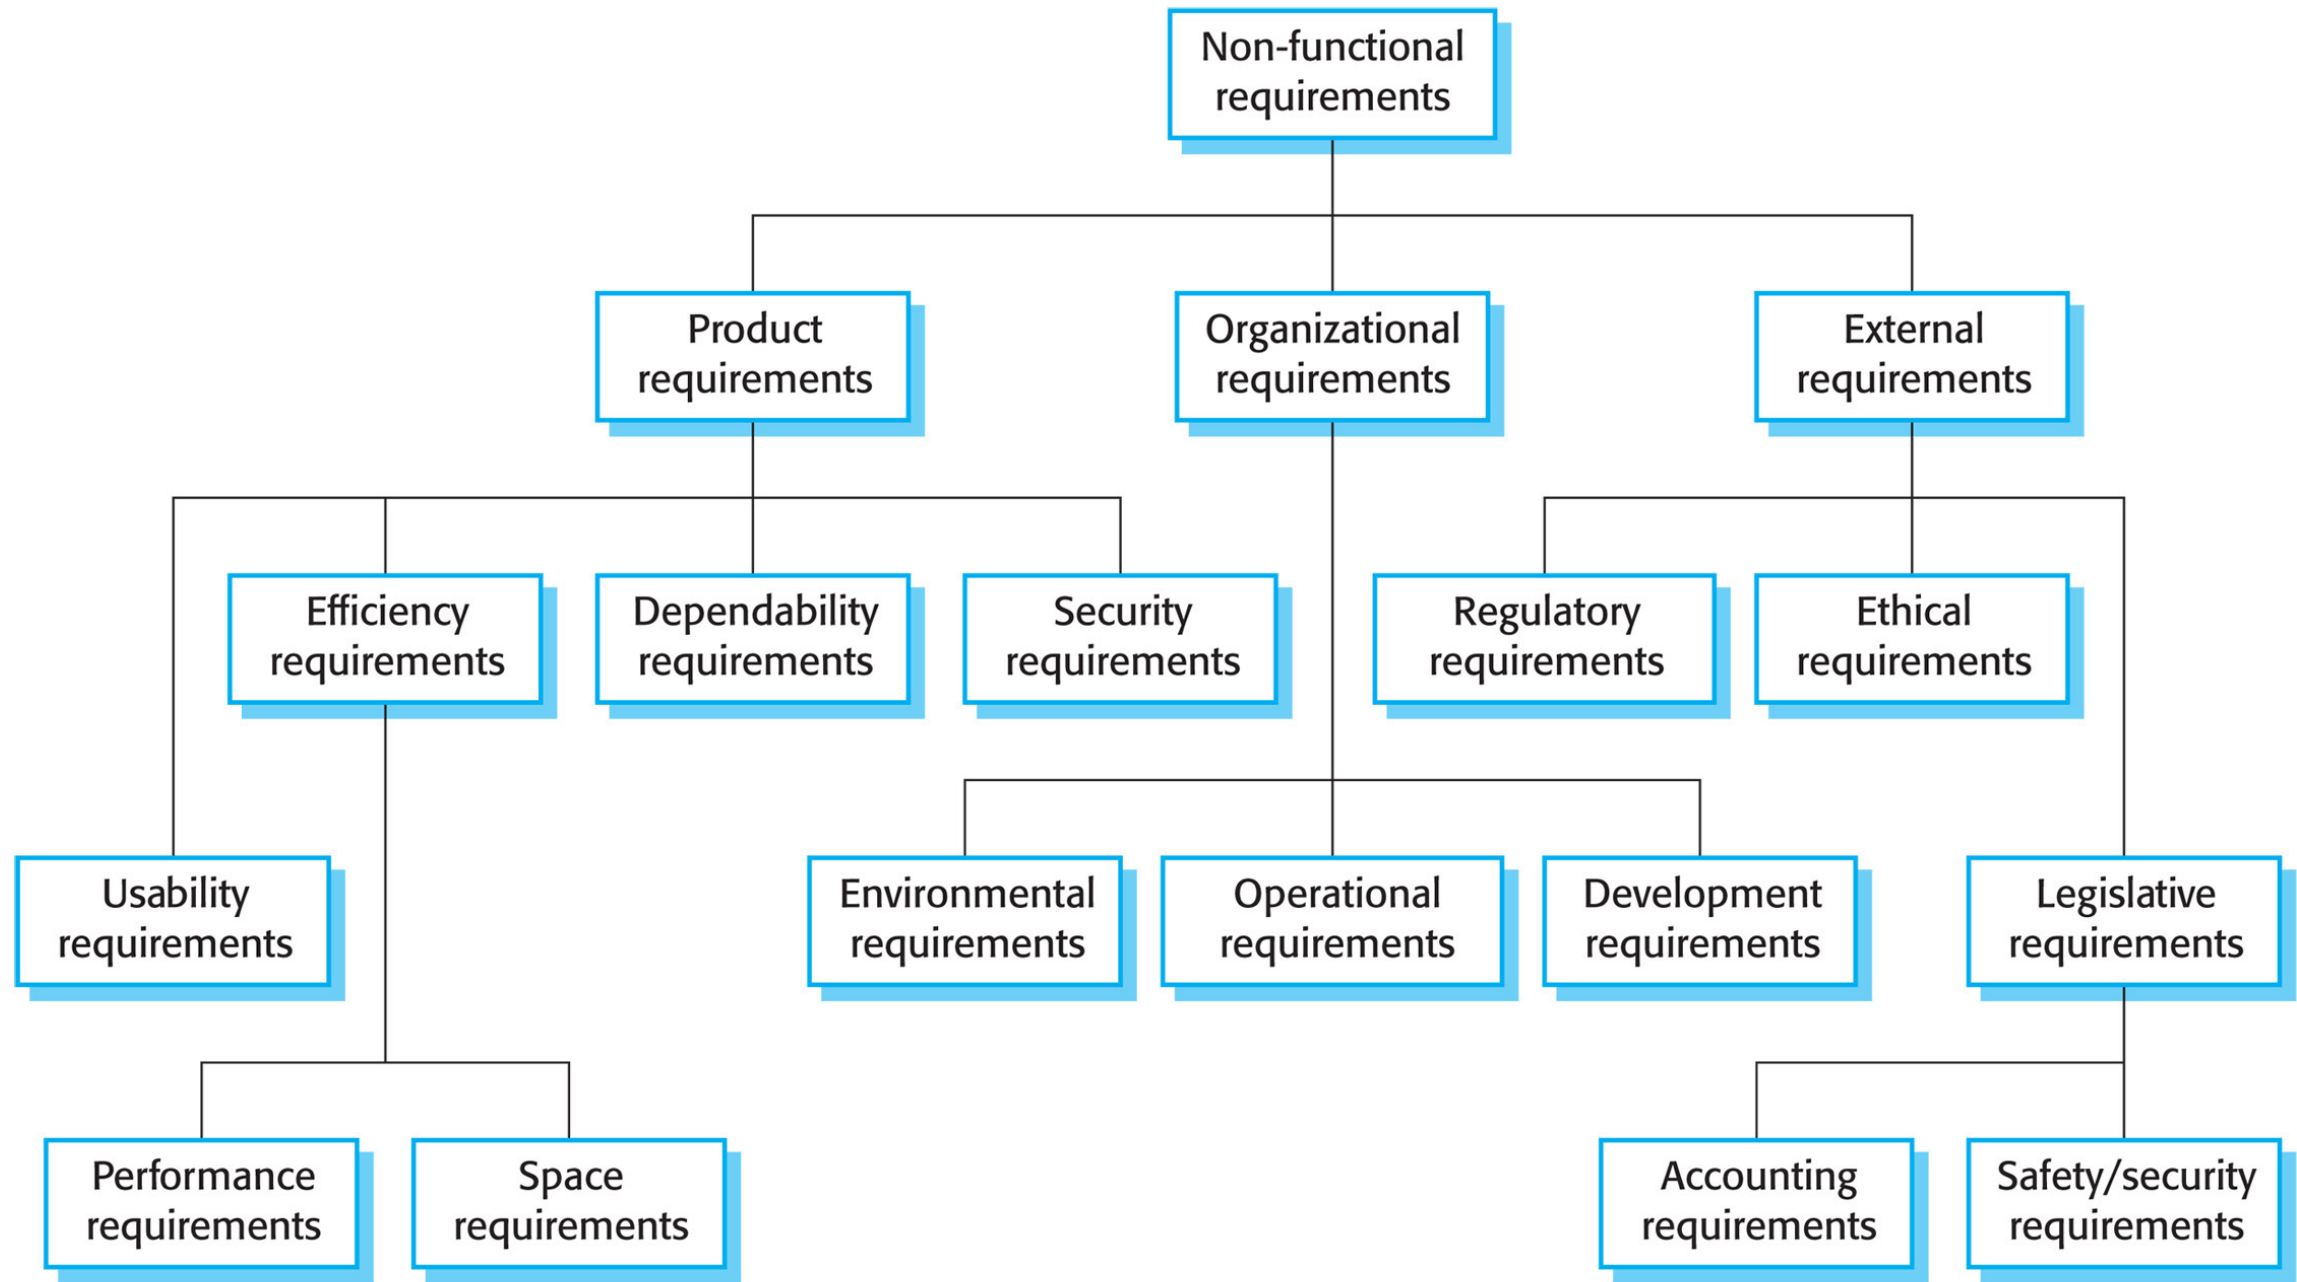 Non-functional
requirements
Product
requirements
Organizational
requirements
External
requirements
Efficiency
requirements
Dependability
requirements
Security
requirements
Regulatory
requirements
Ethical
requirements
Usability
requirements
Environmental
requirements
Operational
requirements
Development
requirements
Legislative
requirements
Performance
requirements
Space
requirements
Accounting
requirements
Safety/security
requirements